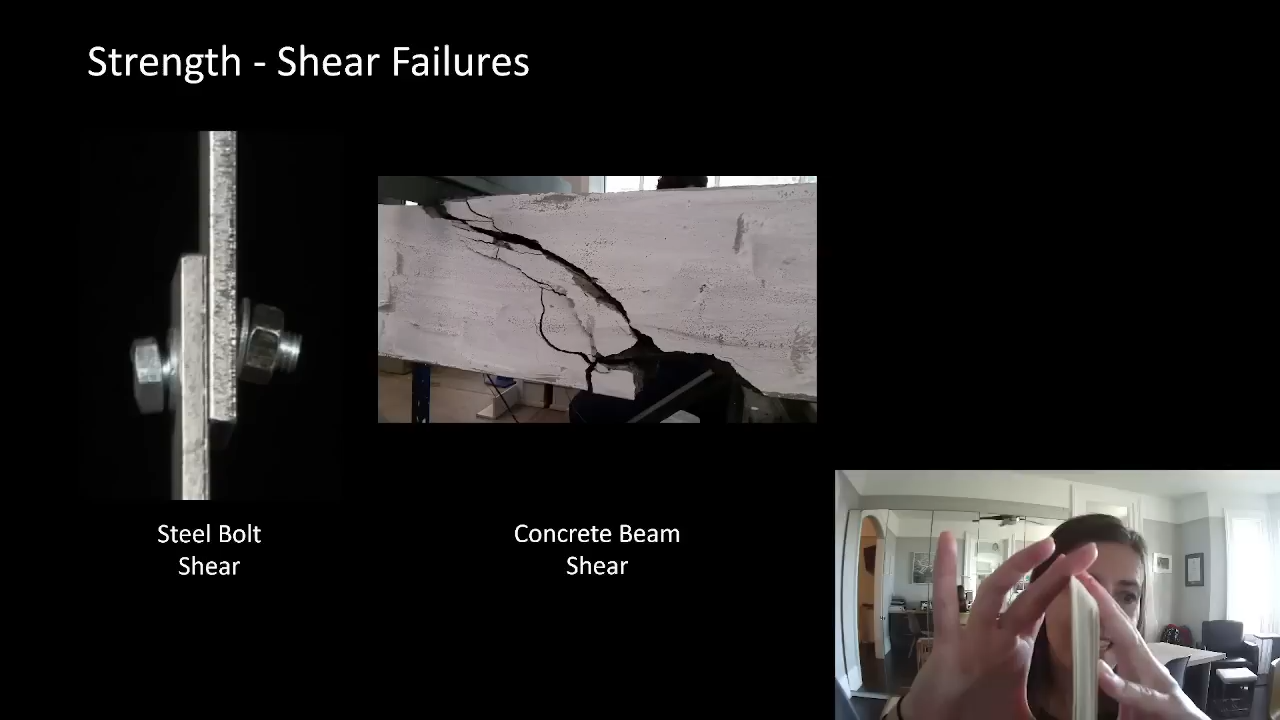 Strength - Shear Failures
Steel Bolt
Shear
Concrete Beam
Shear